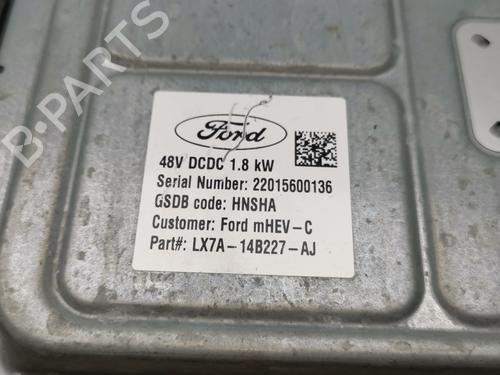 B-PARTS
Ford
48V DCDC 1.8 kW
Serial Number: 22015600136
GSDB code: HNSHA
Customer: Ford mHEV-C
Part#: LX7A-14B227-AJ